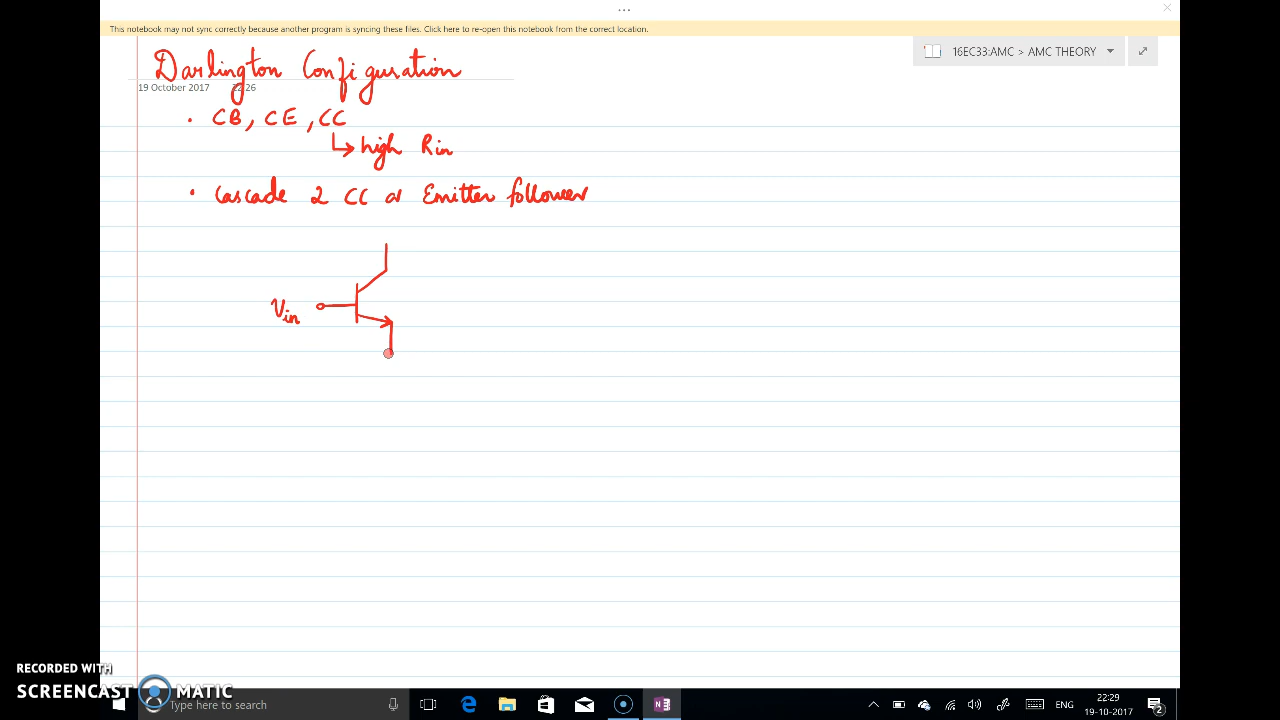 This notebook may not sync correctly because another program is syncing these files. Click here to re-open this notebook from the correct location.
16EC33:AMC > AMC THEORY
Darlington Configuration
19 October 2017 22:26
• CB, CE, CC
↳ high Rin
• Cascade 2 CC or Emitter follower
Vin
RECORDED WITH
SCREENCAST MATIC
Type here to search
ENG
22:29
19-10-2017
2